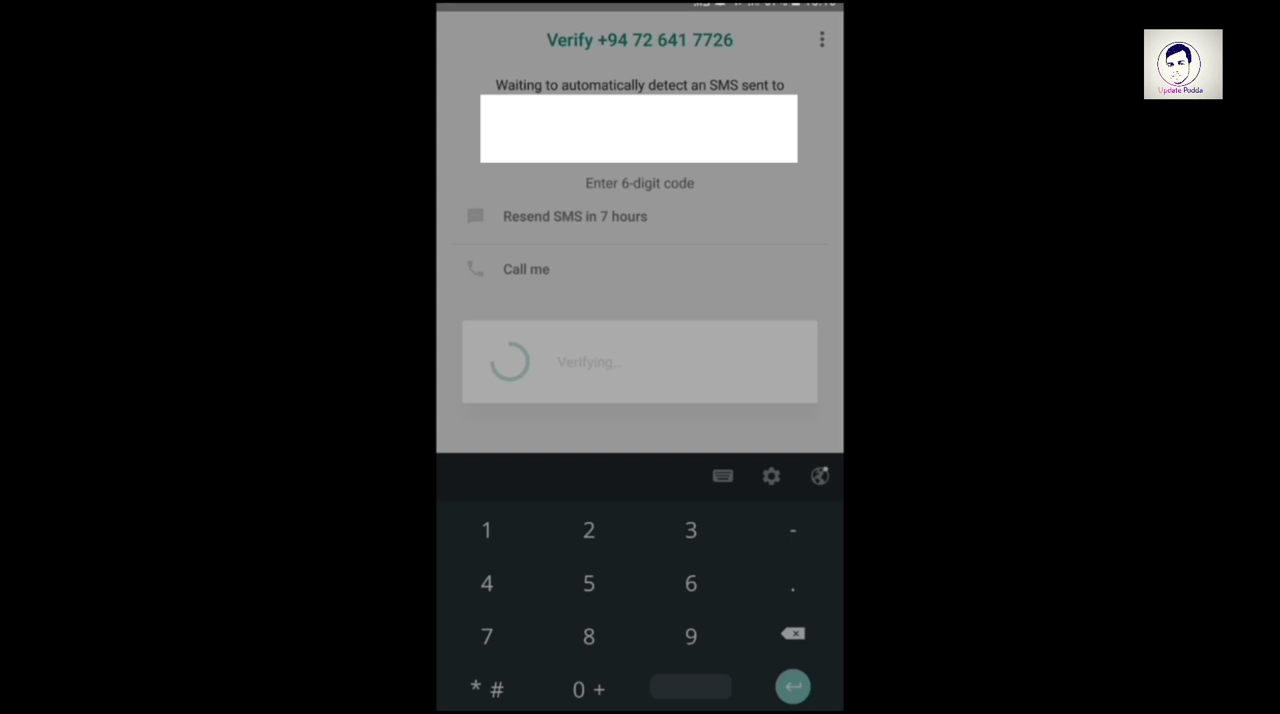 Verify +94 72 641 7726
Waiting to automatically detect an SMS sent to
Enter 6-digit code
Resend SMS in 7 hours
Call me
Verifying...
1 2 3 -
4 5 6 .
7 8 9
* # 0 +
Update Podda